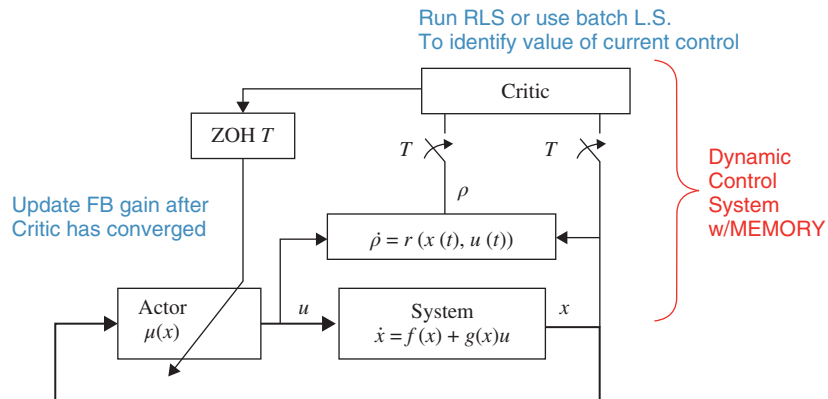 Run RLS or use batch L.S.
To identify value of current control
Critic
ZOH T
T
T
Dynamic
Control
System
w/MEMORY
ρ
Update FB gain after
Critic has converged
ρ̇ = r (x (t), u (t))
Actor
μ(x)
u
System
ẋ = f (x) + g(x)u
x